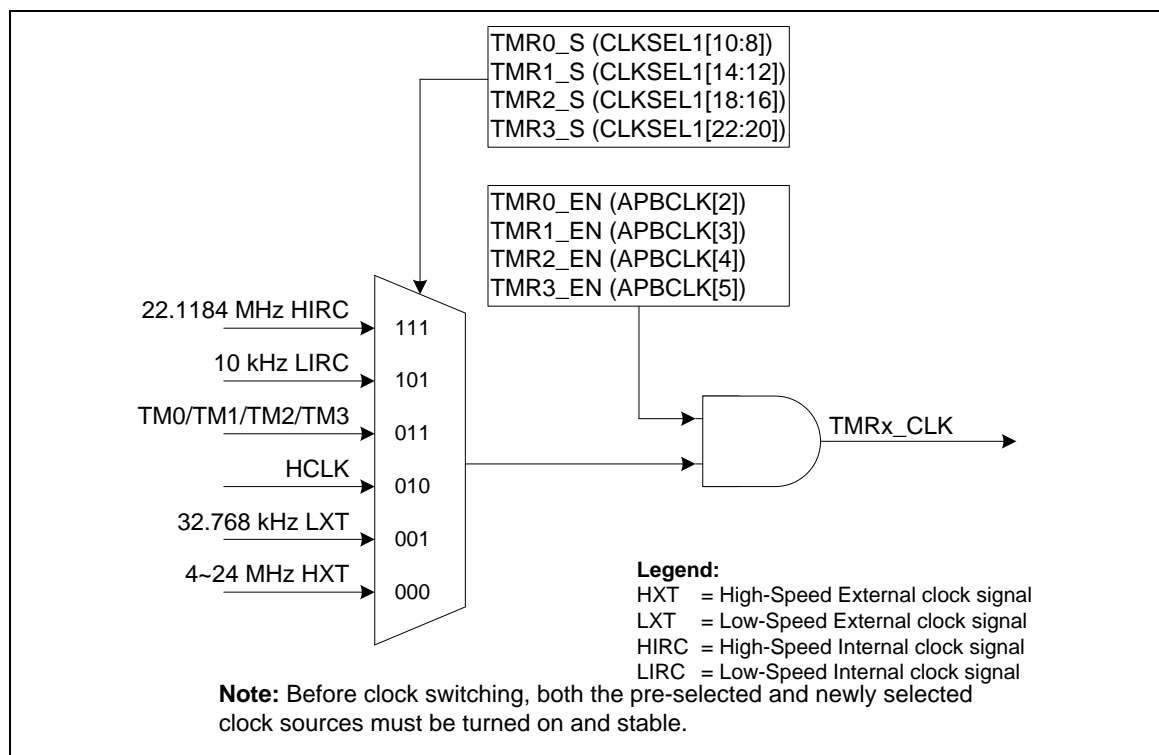 TMR0_S (CLKSEL1[10:8])
TMR1_S (CLKSEL1[14:12])
TMR2_S (CLKSEL1[18:16])
TMR3_S (CLKSEL1[22:20])
TMR0_EN (APBCLK[2])
TMR1_EN (APBCLK[3])
TMR2_EN (APBCLK[4])
TMR3_EN (APBCLK[5])
22.1184 MHz HIRC
111
10 kHz LIRC
101
TM0/TM1/TM2/TM3
011
HCLK
010
32.768 kHz LXT
001
4~24 MHz HXT
000
TMRx_CLK
Legend:
HXT = High-Speed External clock signal
LXT = Low-Speed External clock signal
HIRC = High-Speed Internal clock signal
LIRC = Low-Speed Internal clock signal
Note: Before clock switching, both the pre-selected and newly selected
clock sources must be turned on and stable.